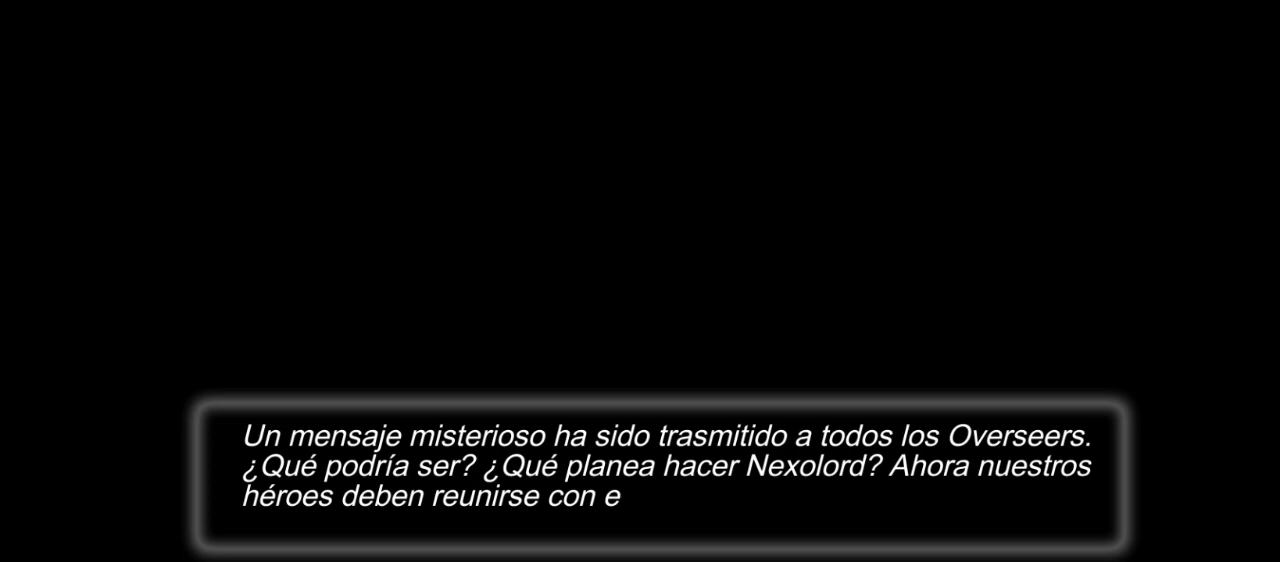 Un mensaje misterioso ha sido trasmitido a todos los Overseers.
¿Qué podría ser? ¿Qué planea hacer Nexolord? Ahora nuestros
héroes deben reunirse con e